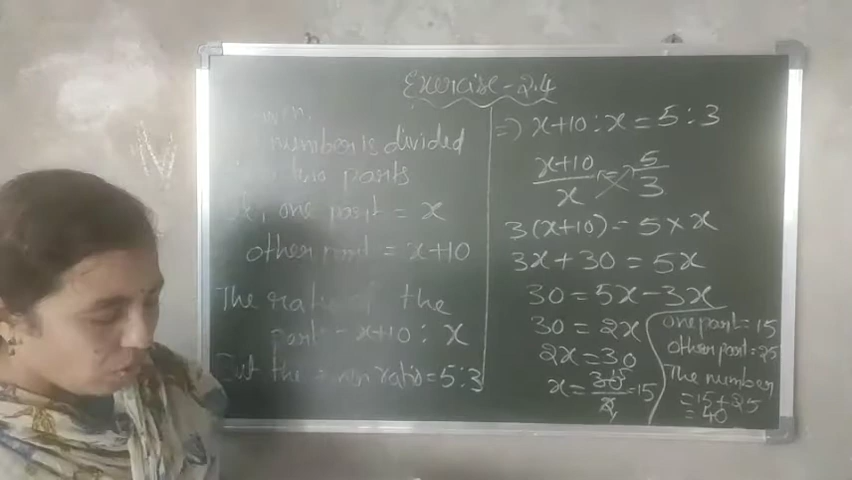 Exercise-2.4
number is divided
two parts
one part = x
other part = x+10
The ratio of the
part = x+10 : x
But the given ratio = 5:3
=> x+10 : x = 5 : 3
x+10/x = 5/3
3(x+10) = 5 × x
3x + 30 = 5x
30 = 5x - 3x
30 = 2x
2x = 30
x = 30/2 = 15
one part = 15
other part = 25
The number
= 15 + 25
= 40